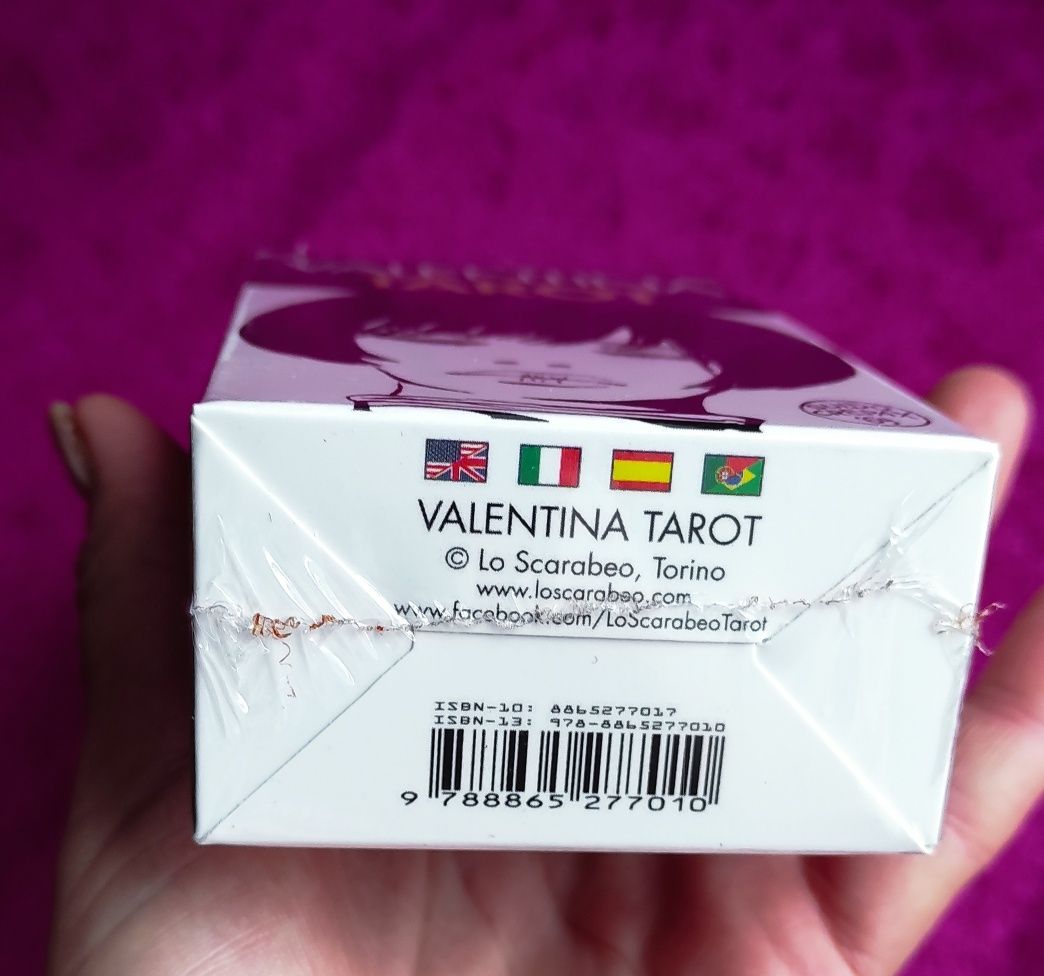 TAROT
VALENTINA TAROT
© Lo Scarabeo, Torino
www.loscarabeo.com
www.facebook.com/LoScarabeoTarot
ISBN-10: 8865277017
ISBN-13: 978-8865277010
9 788865 277010